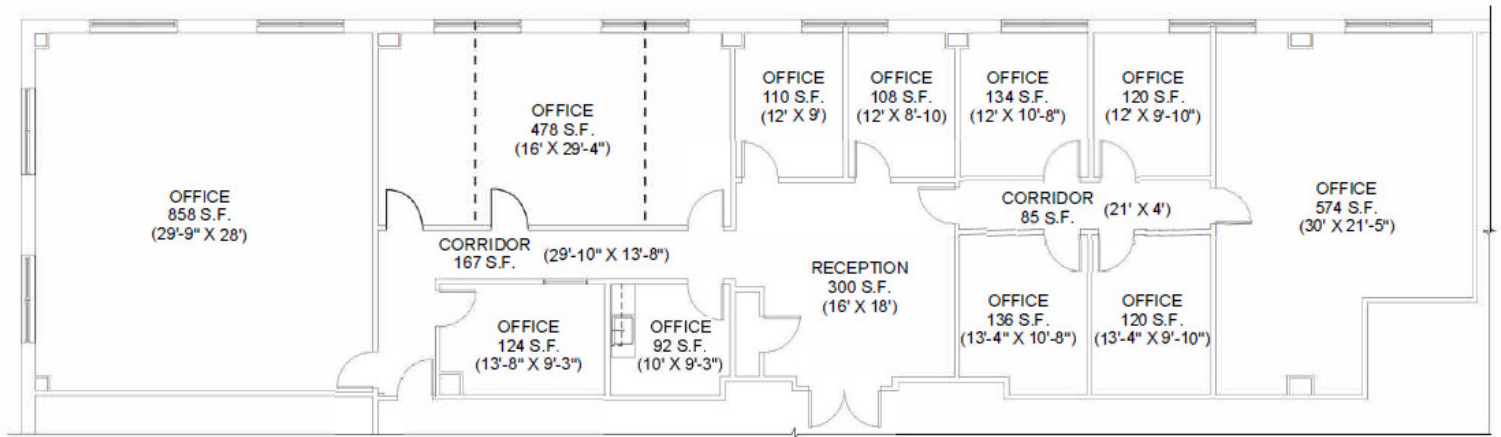 OFFICE
858 S.F.
(29'-9" X 28')
OFFICE
478 S.F.
(16' X 29'-4")
CORRIDOR
167 S.F.
(29'-10" X 13'-8")
OFFICE
124 S.F.
(13'-8" X 9'-3")
OFFICE
92 S.F.
(10' X 9'-3")
OFFICE
110 S.F.
(12' X 9')
OFFICE
108 S.F.
(12' X 8'-10)
RECEPTION
300 S.F.
(16' X 18')
OFFICE
134 S.F.
(12' X 10'-8")
OFFICE
120 S.F.
(12' X 9'-10")
CORRIDOR
85 S.F.
(21' X 4')
OFFICE
136 S.F.
(13'-4" X 10'-8")
OFFICE
120 S.F.
(13'-4" X 9'-10")
OFFICE
574 S.F.
(30' X 21'-5")